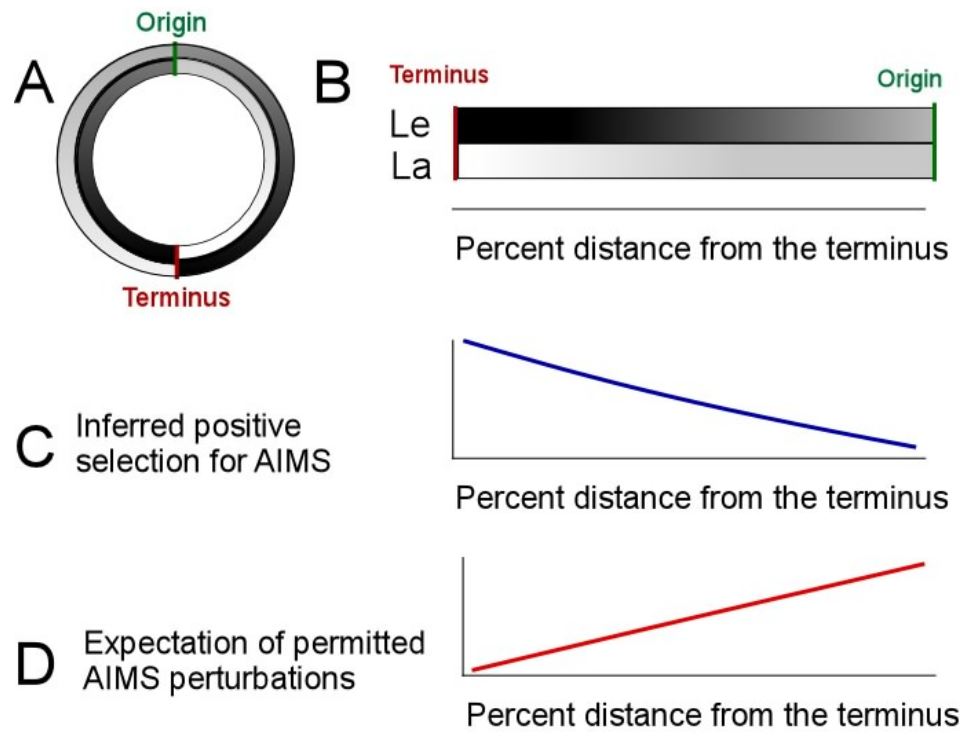 A
Origin
Terminus
B
Terminus
Origin
Le
La
Percent distance from the terminus
C
Inferred positive
selection for AIMS
Percent distance from the terminus
D
Expectation of permitted
AIMS perturbations
Percent distance from the terminus